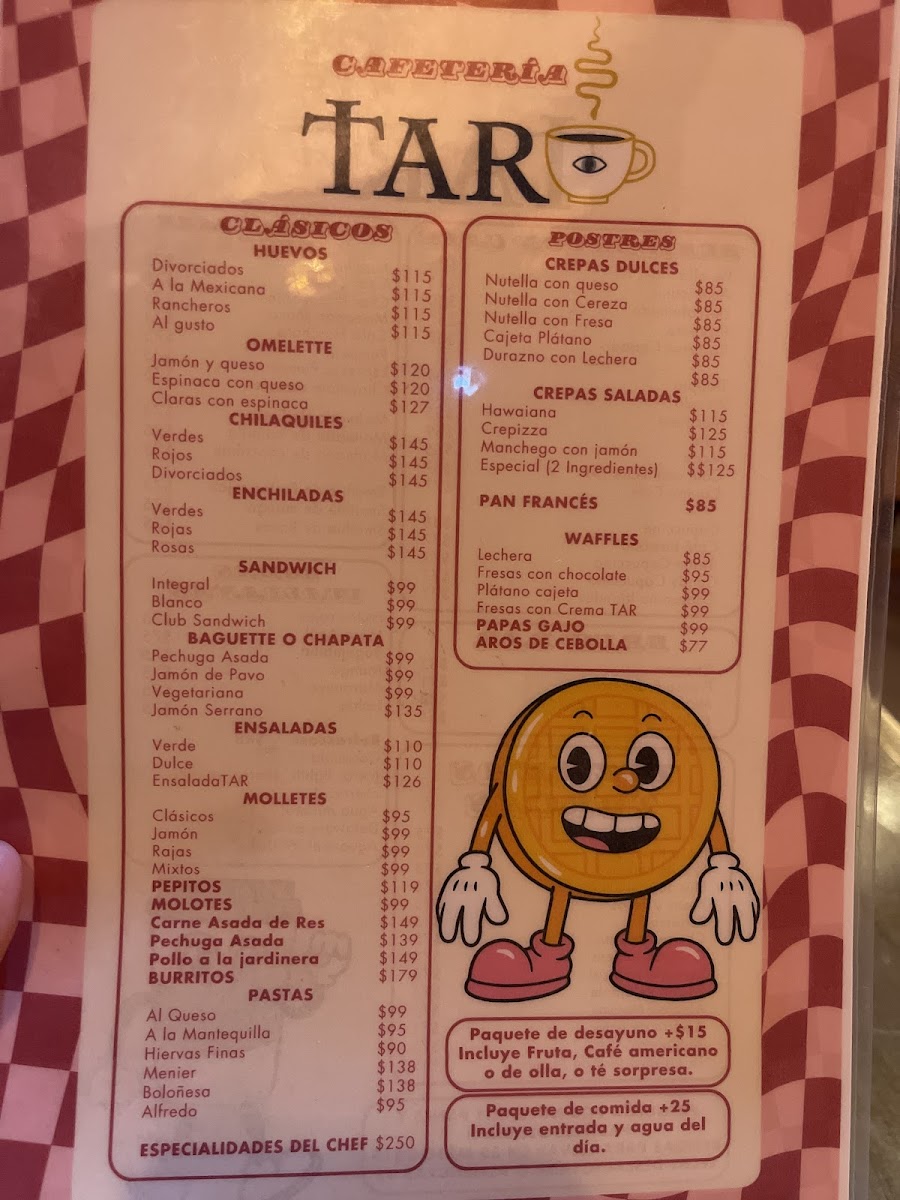 CAFETERÍA
TAR
CLÁSICOS
HUEVOS
Divorciados $115
A la Mexicana $115
Rancheros $115
Al gusto $115
OMELETTE
Jamón y queso $120
Espinaca con queso $120
Claras con espinaca $127
CHILAQUILES
Verdes $145
Rojos $145
Divorciados $145
ENCHILADAS
Verdes $145
Rojas $145
Rosas $145
SANDWICH
Integral $99
Blanco $99
Club Sandwich $99
BAGUETTE O CHAPATA
Pechuga Asada $99
Jamón de Pavo $99
Vegetariana $99
Jamón Serrano $135
ENSALADAS
Verde $110
Dulce $110
EnsaladaTAR $126
MOLLETES
Clásicos $95
Jamón $99
Rajas $99
Mixtos $99
PEPITOS $119
MOLOTES $99
Carne Asada de Res $149
Pechuga Asada $139
Pollo a la jardinera $149
BURRITOS $179
PASTAS
Al Queso $99
A la Mantequilla $95
Hiervas Finas $90
Menier $138
Boloñesa $138
Alfredo $95
ESPECIALIDADES DEL CHEF $250
POSTRES
CREPAS DULCES
Nutella con queso $85
Nutella con Cereza $85
Nutella con Fresa $85
Cajeta Plátano $85
Durazno con Lechera $85
$85
CREPAS SALADAS
Hawaiana $115
Crepizza $125
Manchego con jamón $115
Especial (2 Ingredientes) $$125
PAN FRANCÉS $85
WAFFLES
Lechera $85
Fresas con chocolate $95
Plátano cajeta $99
Fresas con Crema TAR $99
PAPAS GAJO $99
AROS DE CEBOLLA $77
Paquete de desayuno +$15
Incluye Fruta, Café americano
o de olla, o té sorpresa.
Paquete de comida +25
Incluye entrada y agua del
día.